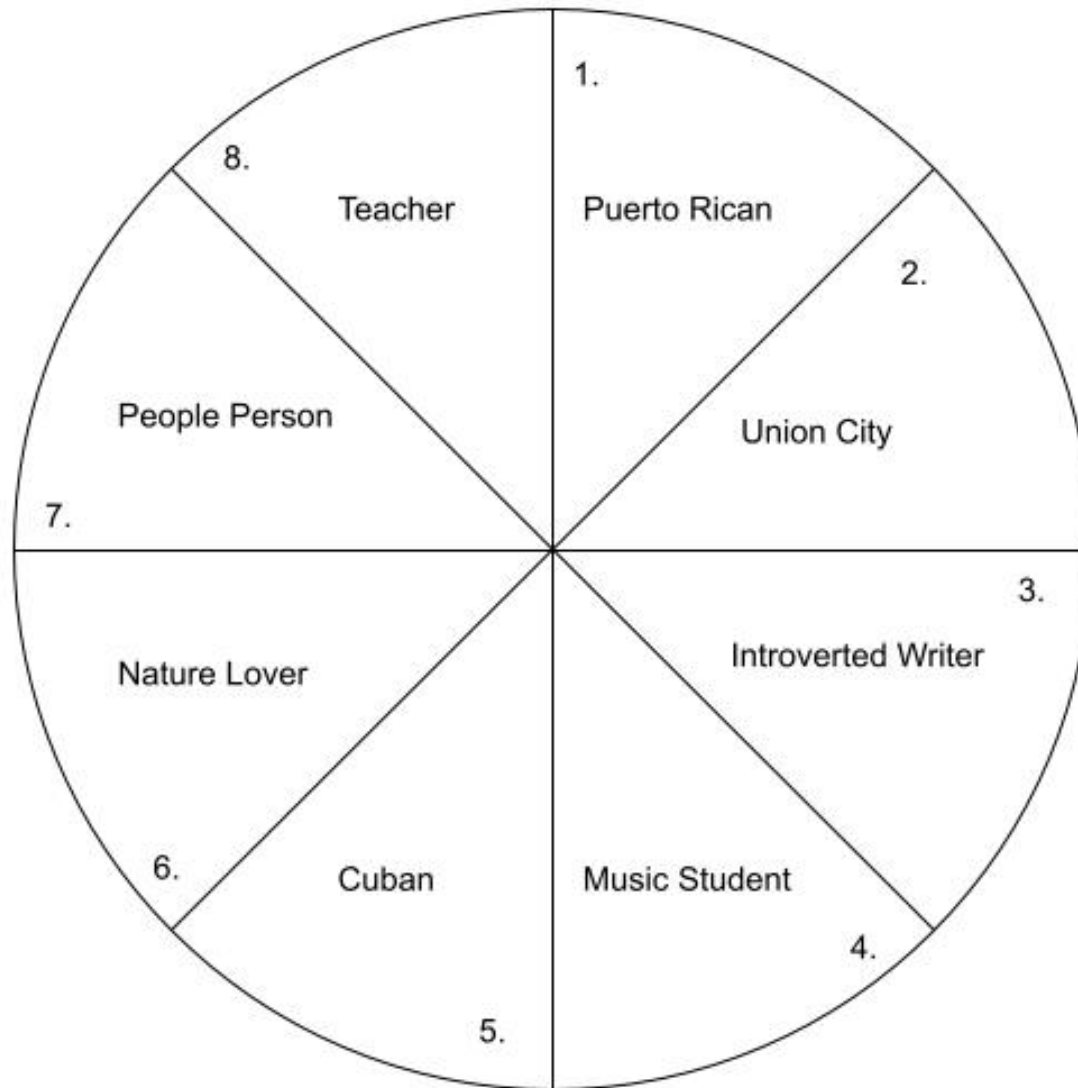 1.
Puerto Rican
2.
Union City
3.
Introverted Writer
4.
Music Student
5.
Cuban
6.
Nature Lover
7.
People Person
8.
Teacher